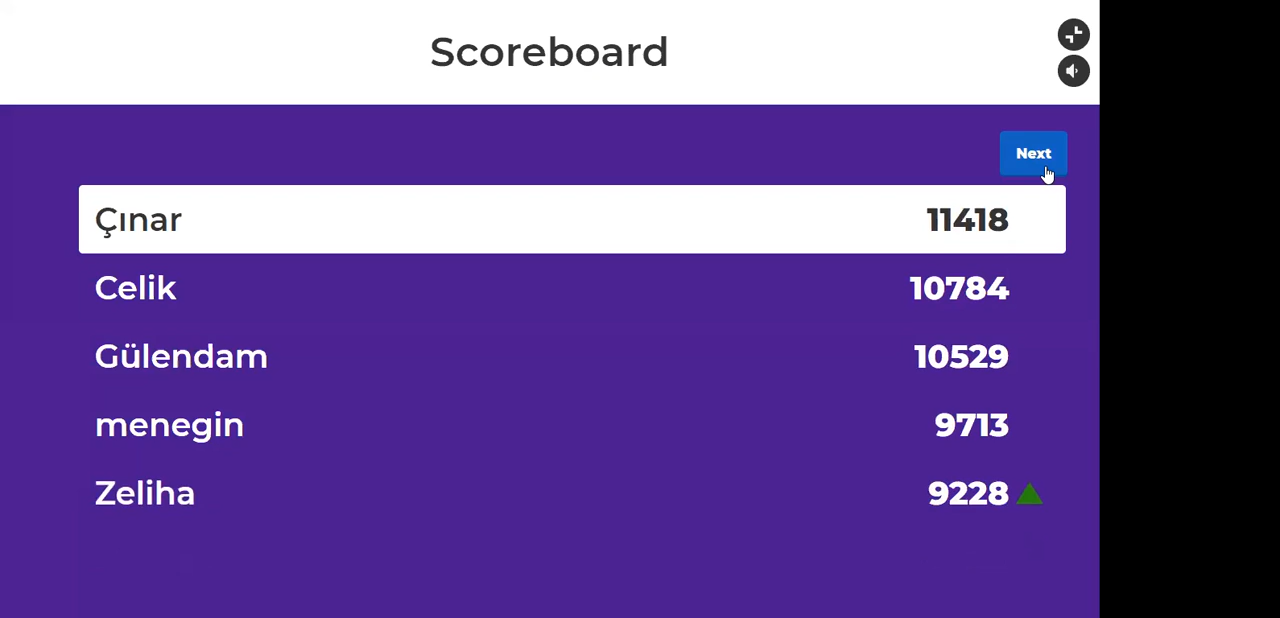 Scoreboard
Next
Çınar 11418
Celik 10784
Gülendam 10529
menegin 9713
Zeliha 9228